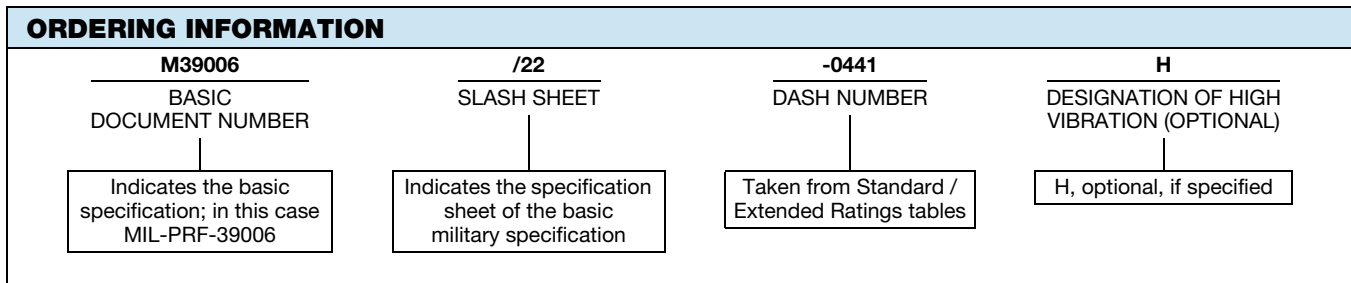 ORDERING INFORMATION
M39006
BASIC
DOCUMENT NUMBER
Indicates the basic
specification; in this case
MIL-PRF-39006
/22
SLASH SHEET
Indicates the specification
sheet of the basic
military specification
-0441
DASH NUMBER
Taken from Standard /
Extended Ratings tables
H
DESIGNATION OF HIGH
VIBRATION (OPTIONAL)
H, optional, if specified